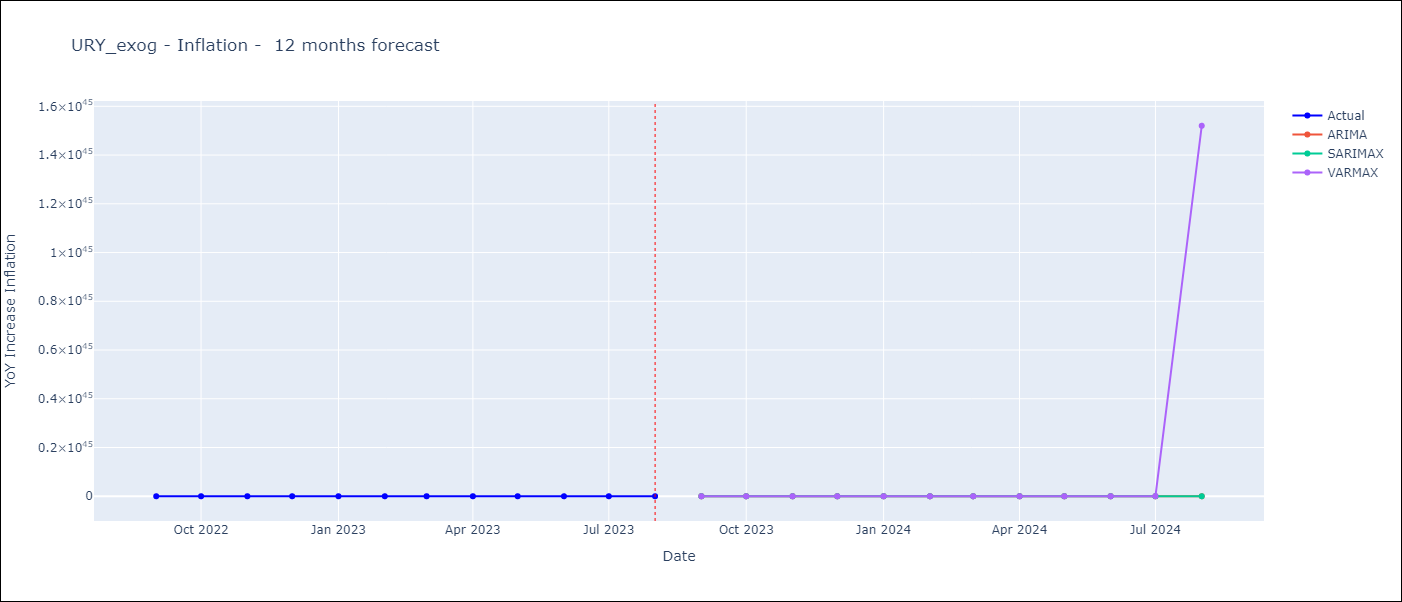 URY_exog - Inflation -  12 months forecast
1.6×10⁴⁵
1.4×10⁴⁵
1.2×10⁴⁵
1×10⁴⁵
0.8×10⁴⁵
0.6×10⁴⁵
0.4×10⁴⁵
0.2×10⁴⁵
0
YoY Increase Inflation
Oct 2022
Jan 2023
Apr 2023
Jul 2023
Oct 2023
Jan 2024
Apr 2024
Jul 2024
Date
Actual
ARIMA
SARIMAX
VARMAX